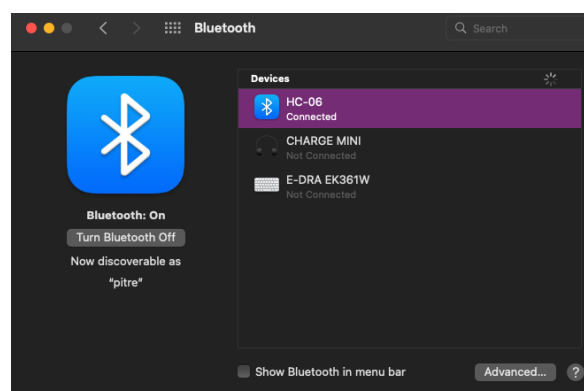 Bluetooth
Search
Devices
HC-06
Connected
CHARGE MINI
Not Connected
E-DRA EK361W
Not Connected
Bluetooth: On
Turn Bluetooth Off
Now discoverable as
“pitre”
Show Bluetooth in menu bar
Advanced...
?